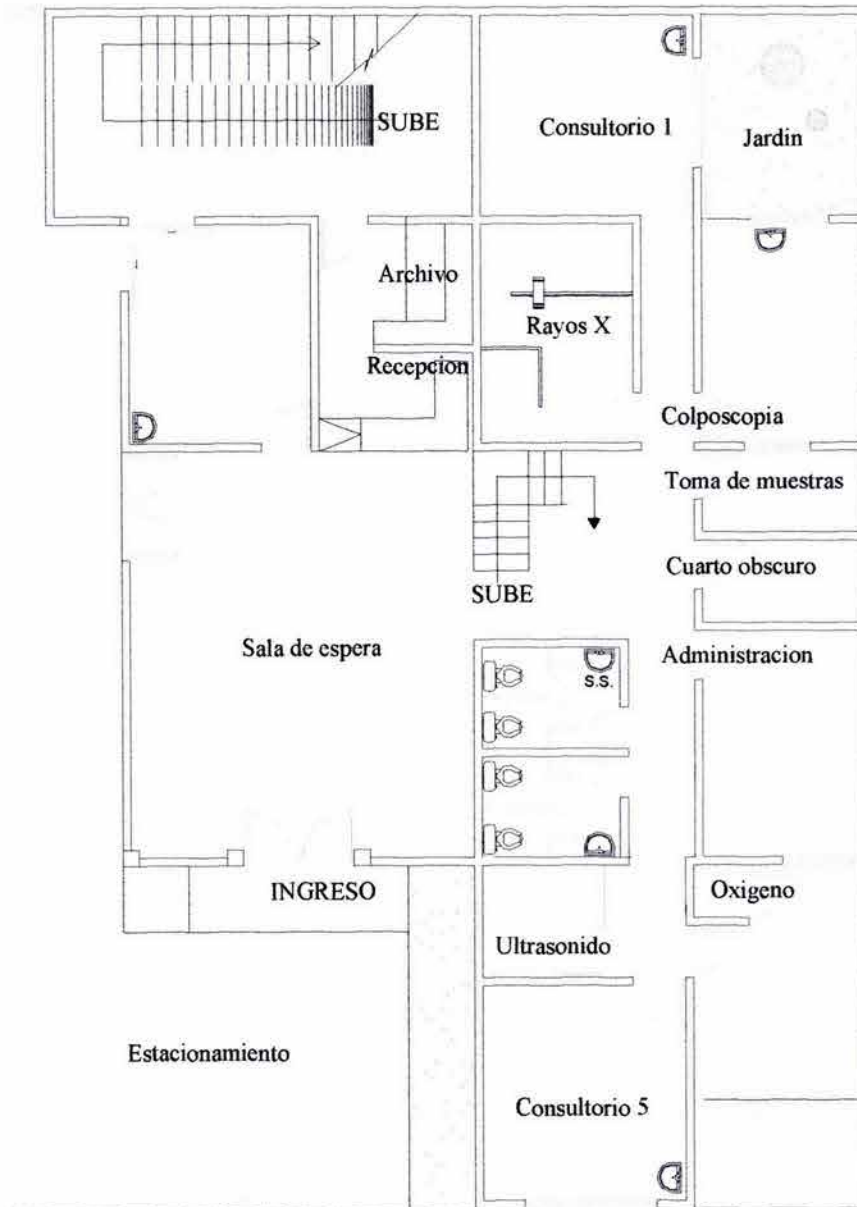 SUBE
Consultorio 1
Jardin
Archivo
Rayos X
Recepcion
Colposcopia
Toma de muestras
Cuarto obscuro
SUBE
Sala de espera
Administracion
S.S.
INGRESO
Oxigeno
Ultrasonido
Estacionamiento
Consultorio 5